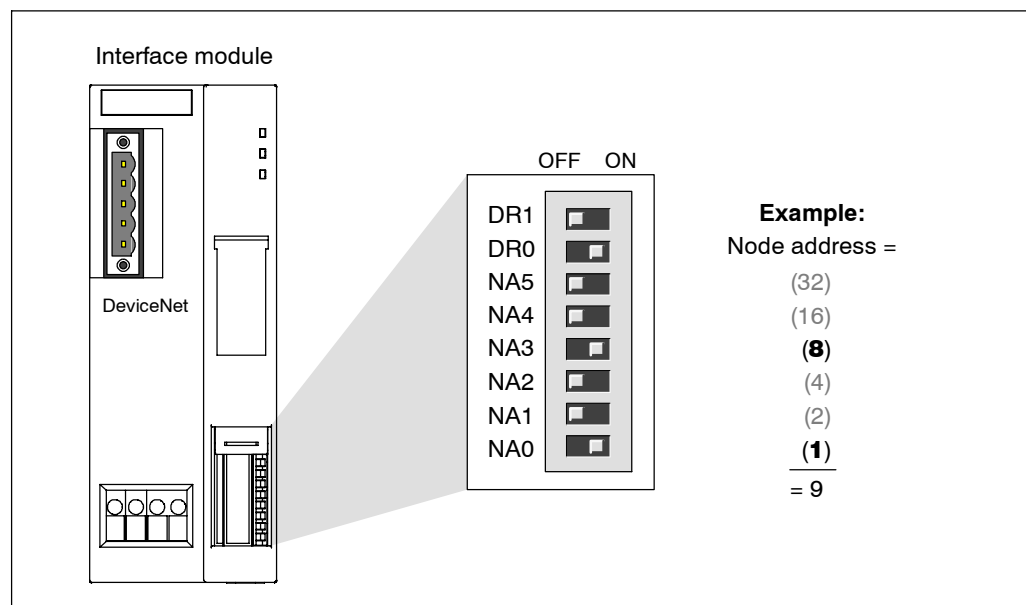 Interface module
DeviceNet
OFF ON
DR1
DR0
NA5
NA4
NA3
NA2
NA1
NA0
Example:
Node address =
(32)
(16)
(8)
(4)
(2)
(1)
= 9